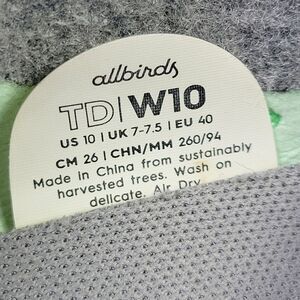 allbirds
TD|W10
US 10 | UK 7-7.5 | EU 40
CM 26 | CHN/MM 260/94
Made in China from sustainably
harvested trees. Wash on
delicate. Air Dry